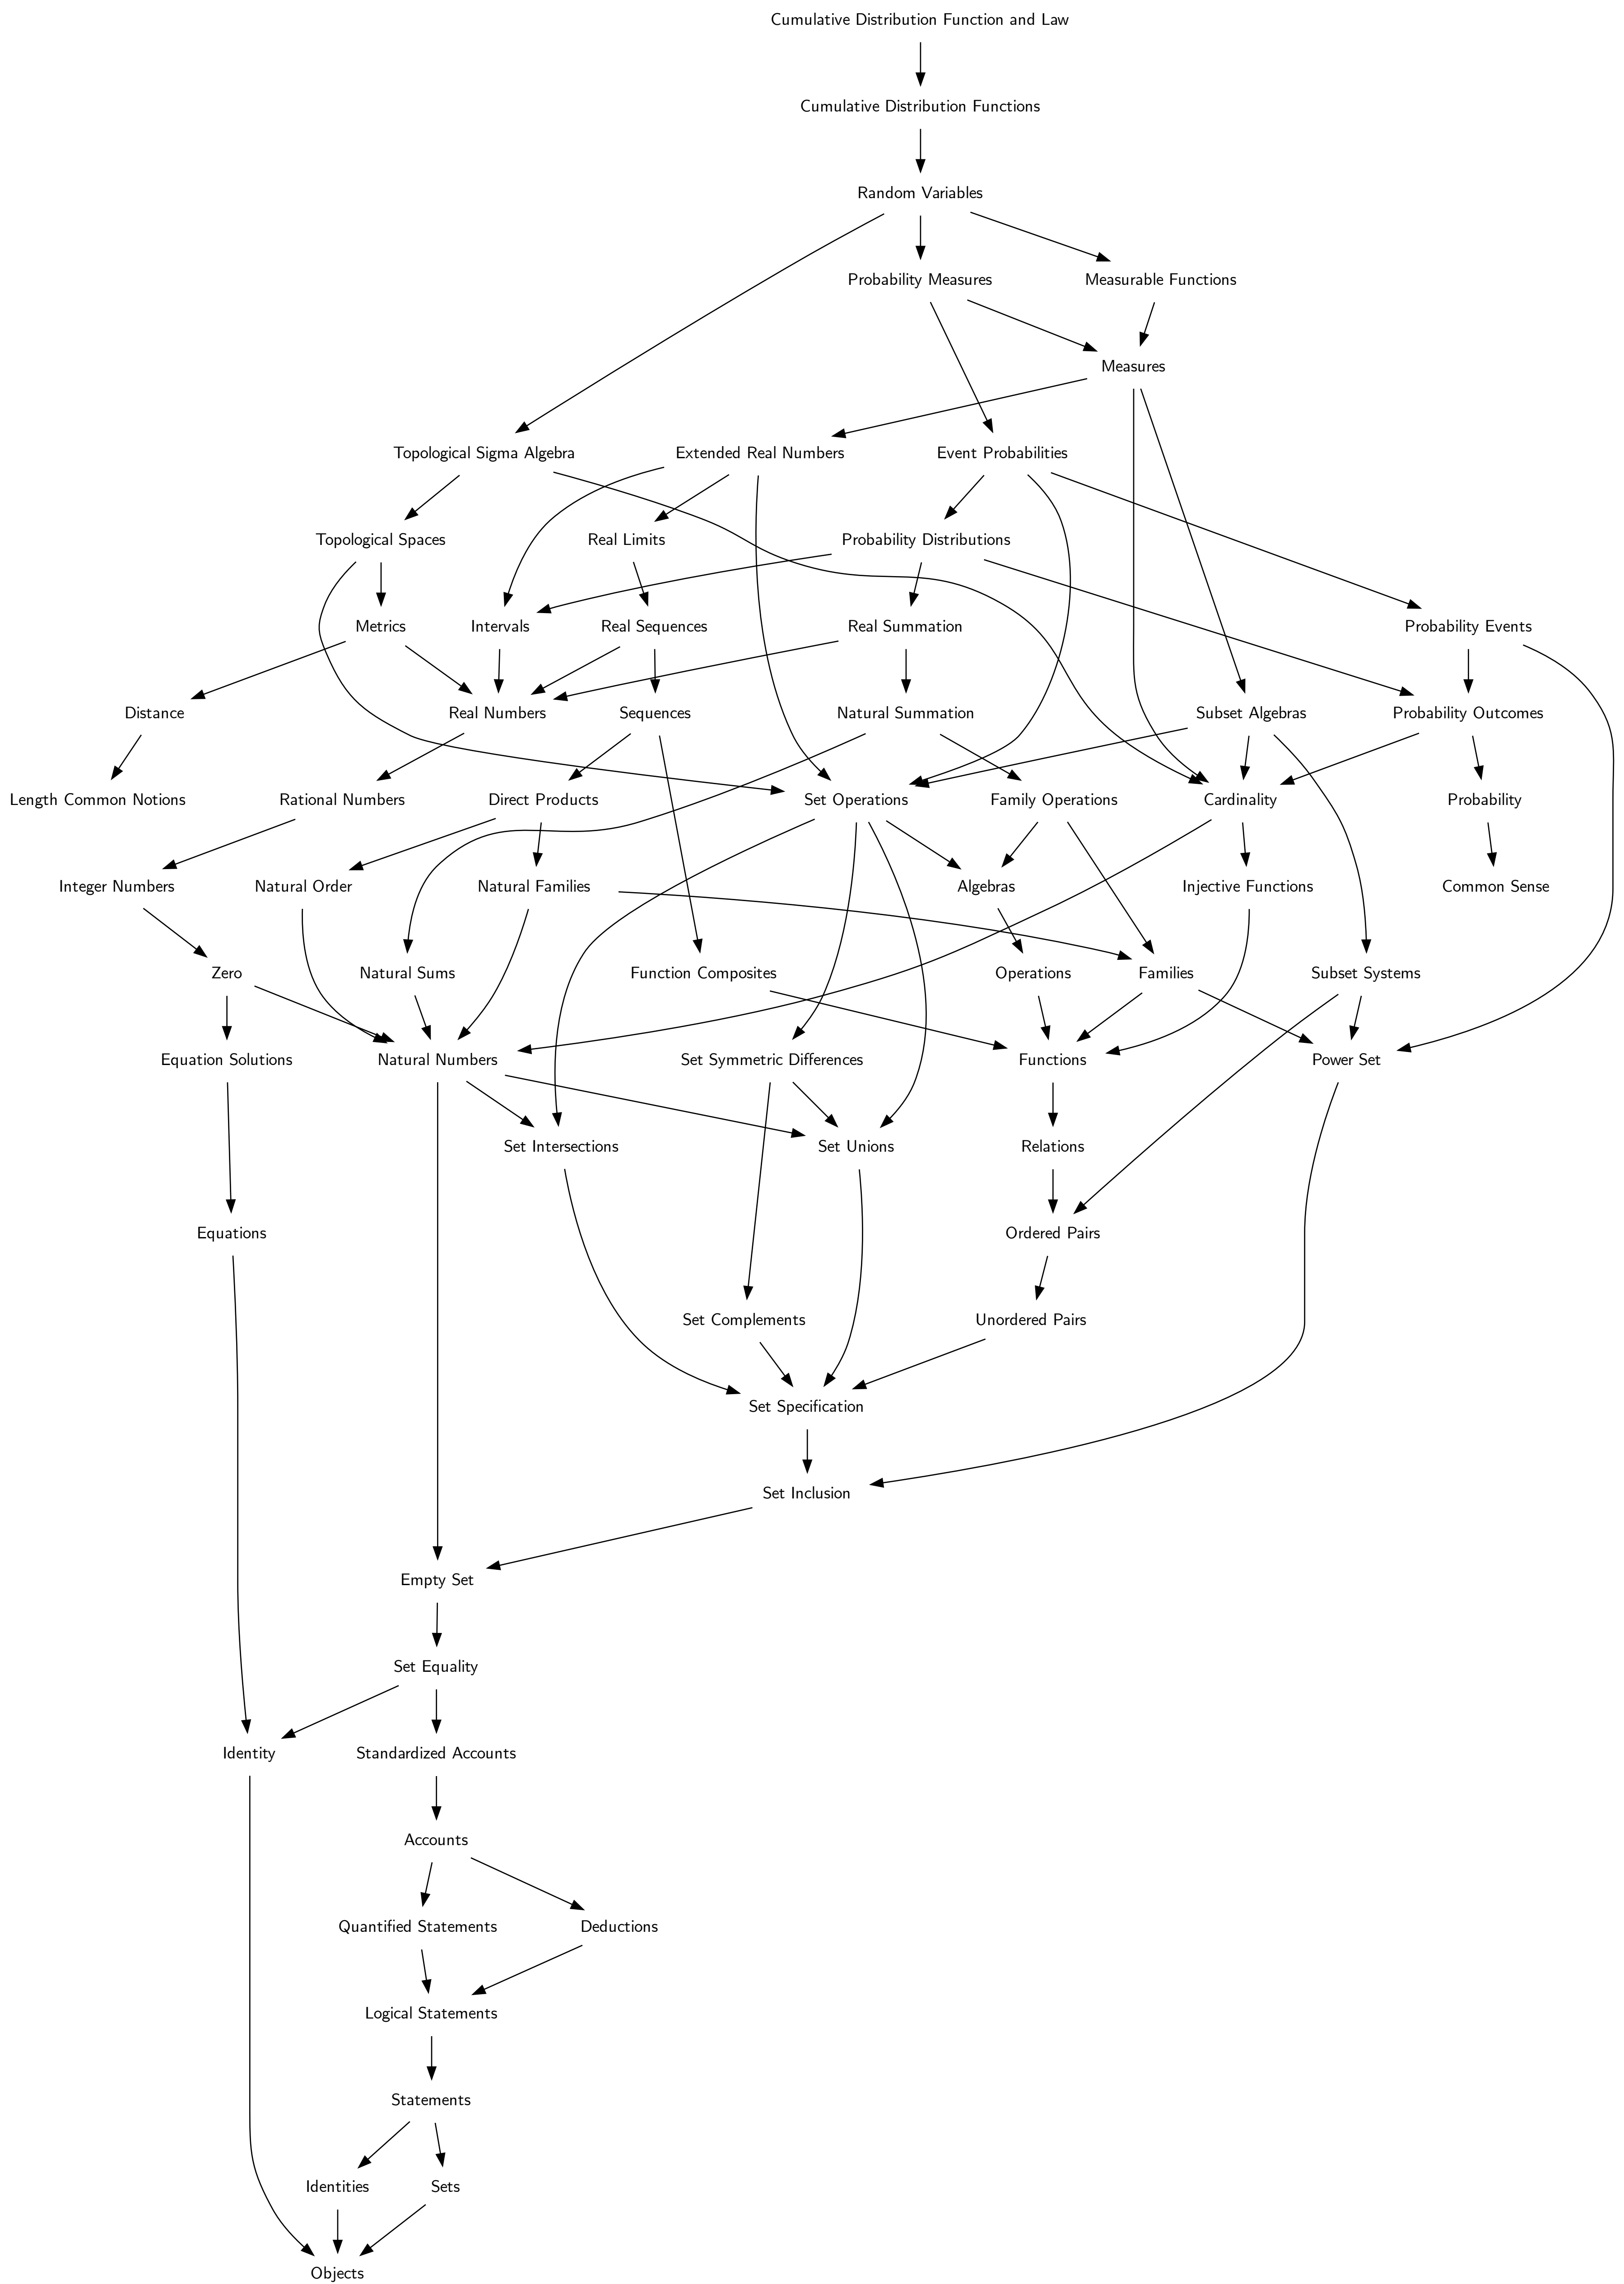 Cumulative Distribution Function and Law
Cumulative Distribution Functions
Random Variables
Probability Measures
Measurable Functions
Measures
Topological Sigma Algebra
Extended Real Numbers
Event Probabilities
Topological Spaces
Real Limits
Probability Distributions
Metrics
Intervals
Real Sequences
Real Summation
Probability Events
Distance
Real Numbers
Sequences
Natural Summation
Subset Algebras
Probability Outcomes
Length Common Notions
Rational Numbers
Direct Products
Set Operations
Family Operations
Cardinality
Probability
Integer Numbers
Natural Order
Natural Families
Algebras
Injective Functions
Common Sense
Zero
Natural Sums
Function Composites
Operations
Families
Subset Systems
Equation Solutions
Natural Numbers
Set Symmetric Differences
Functions
Power Set
Set Intersections
Set Unions
Relations
Equations
Ordered Pairs
Set Complements
Unordered Pairs
Set Specification
Set Inclusion
Empty Set
Set Equality
Identity
Standardized Accounts
Accounts
Quantified Statements
Deductions
Logical Statements
Statements
Identities
Sets
Objects